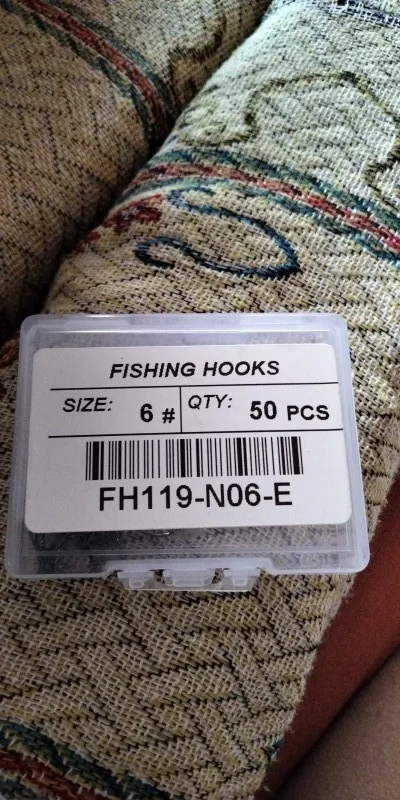 FISHING HOOKS
SIZE: 6 # QTY: 50 PCS
FH119-N06-E